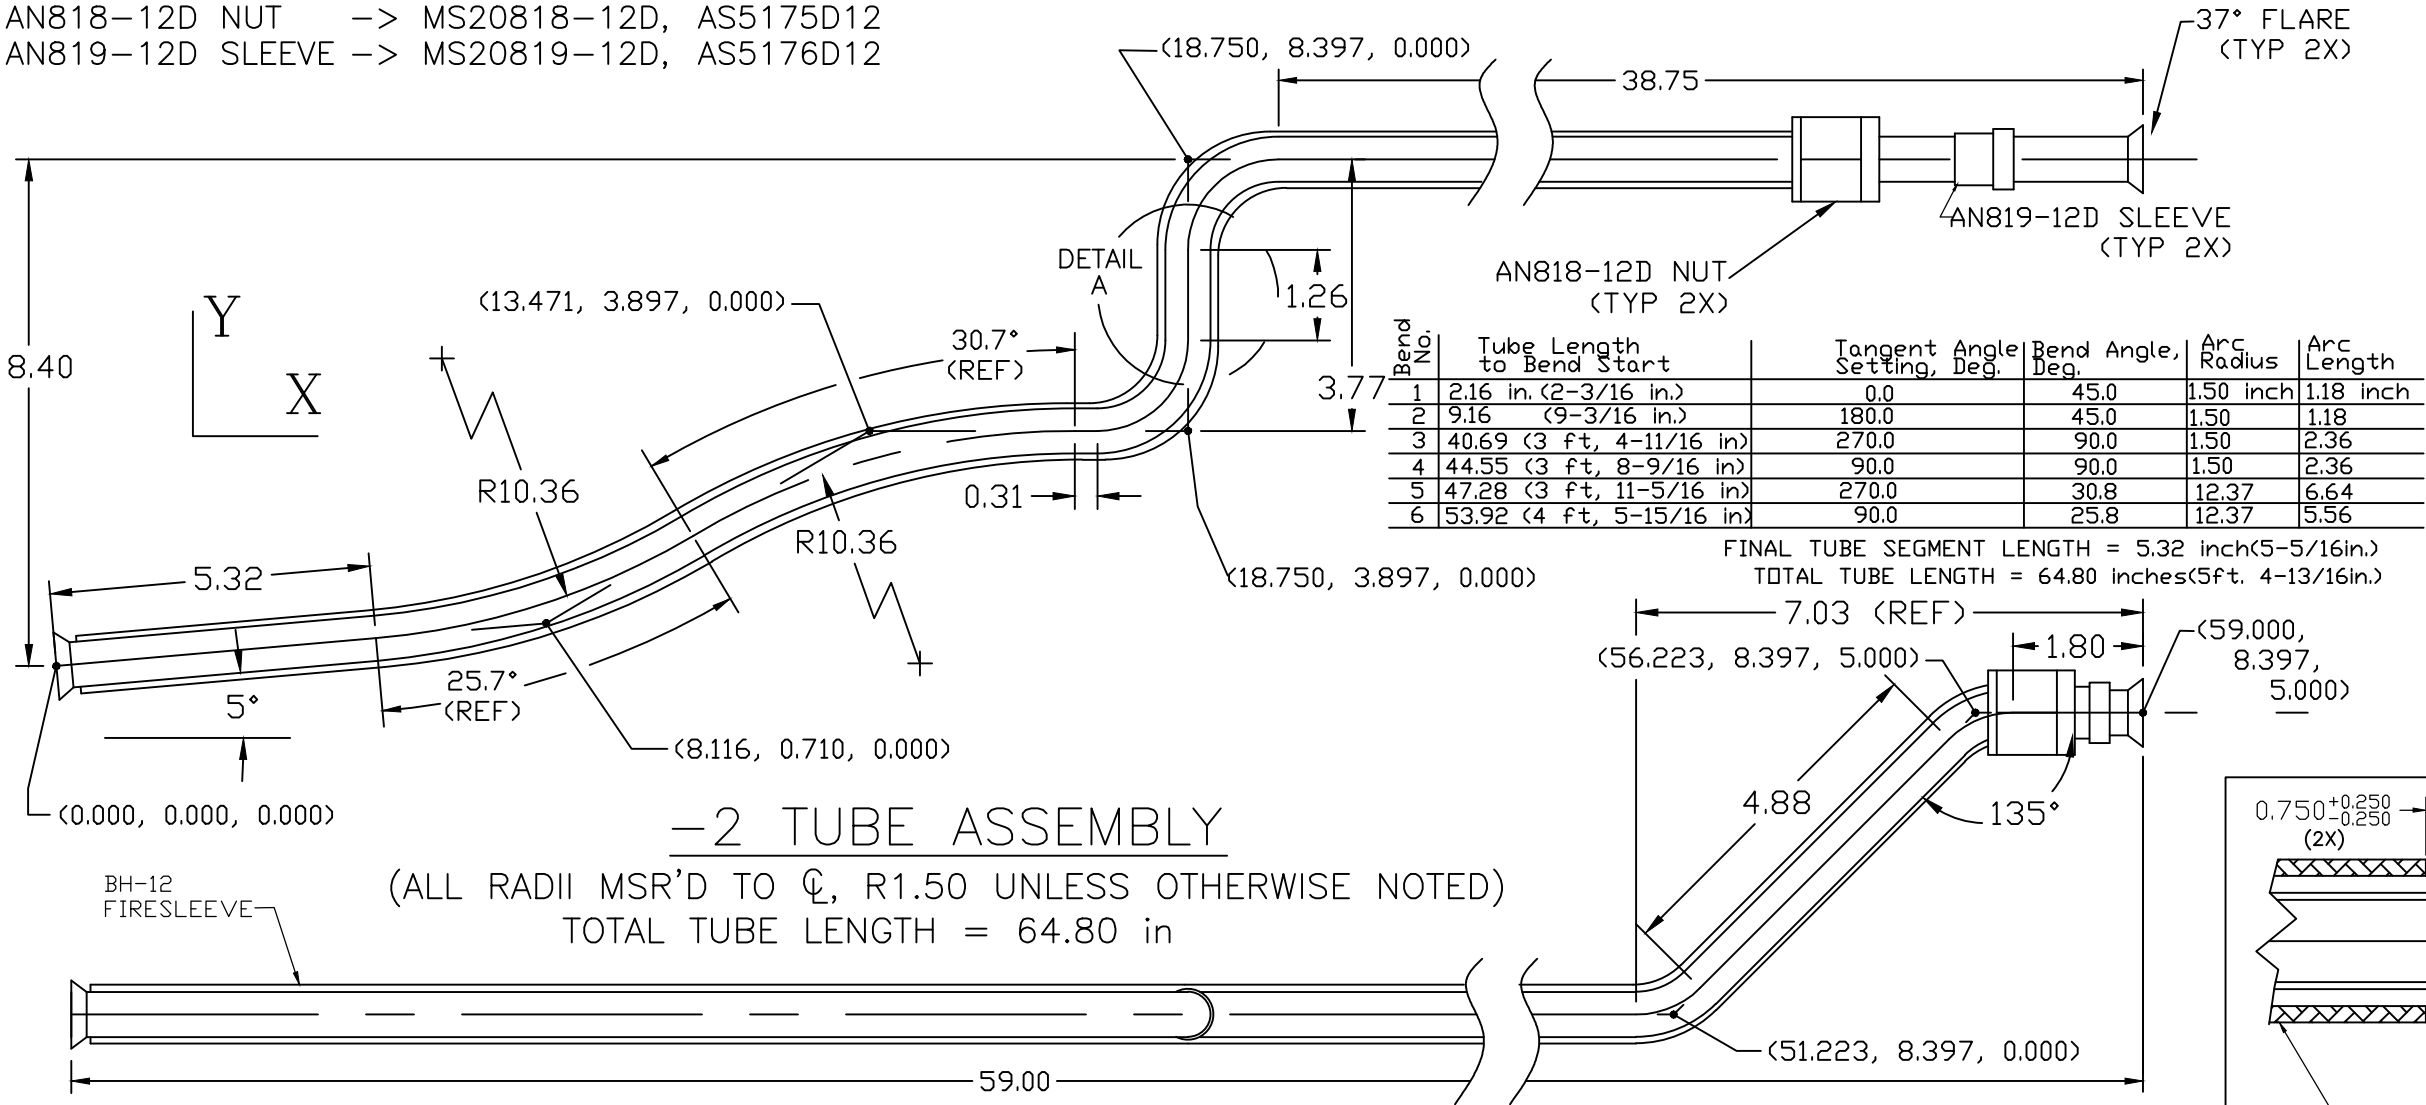 AN818-12D NUT -> MS20818-12D, AS5175D12
AN819-12D SLEEVE -> MS20819-12D, AS5176D12
(18.750, 8.397, 0.000)
37° FLARE
(TYP 2X)
38.75
AN819-12D SLEEVE
(TYP 2X)
AN818-12D NUT
(TYP 2X)
DETAIL
A
1.26
3.77
8.40
Y
X
(13.471, 3.897, 0.000)
30.7°
(REF)
R10.36
R10.36
0.31
(18.750, 3.897, 0.000)
5.32
5°
25.7°
(REF)
(8.116, 0.710, 0.000)
(0.000, 0.000, 0.000)
Bend No. Tube Length to Bend Start Tangent Angle Setting, Deg. Bend Angle, Deg. Arc Radius Arc Length
1 2.16 in. (2-3/16 in.) 0.0 45.0 1.50 inch 1.18 inch
2 9.16 (9-3/16 in.) 180.0 45.0 1.50 1.18
3 40.69 (3 ft, 4-11/16 in) 270.0 90.0 1.50 2.36
4 44.55 (3 ft, 8-9/16 in) 90.0 90.0 1.50 2.36
5 47.28 (3 ft, 11-5/16 in) 270.0 30.8 12.37 6.64
6 53.92 (4 ft, 5-15/16 in) 90.0 25.8 12.37 5.56
FINAL TUBE SEGMENT LENGTH = 5.32 inch(5-5/16in.)
TOTAL TUBE LENGTH = 64.80 inches(5ft. 4-13/16in.)
7.03 (REF)
1.80
(56.223, 8.397, 5.000)
(59.000,
8.397,
5.000)
4.88
135°
-2 TUBE ASSEMBLY
(ALL RADII MSR'D TO ℄, R1.50 UNLESS OTHERWISE NOTED)
TOTAL TUBE LENGTH = 64.80 in
BH-12
FIRESLEEVE
(51.223, 8.397, 0.000)
59.00
0.750 +0.250 -0.250
(2X)